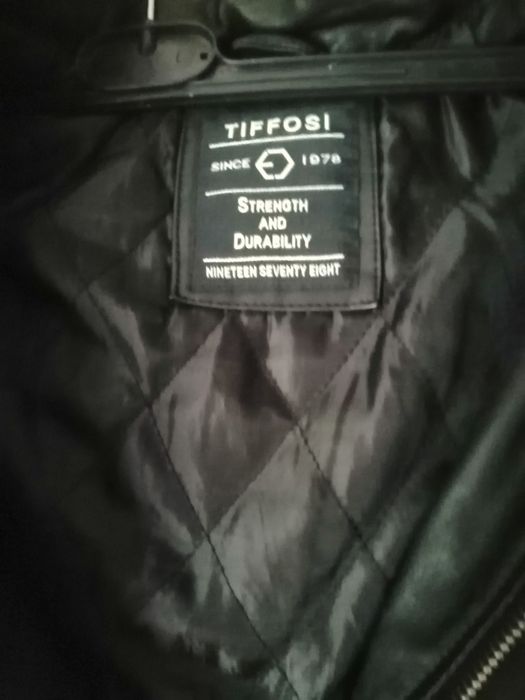 TIFFOSI
SINCE 1978
STRENGTH
AND
DURABILITY
NINETEEN SEVENTY EIGHT